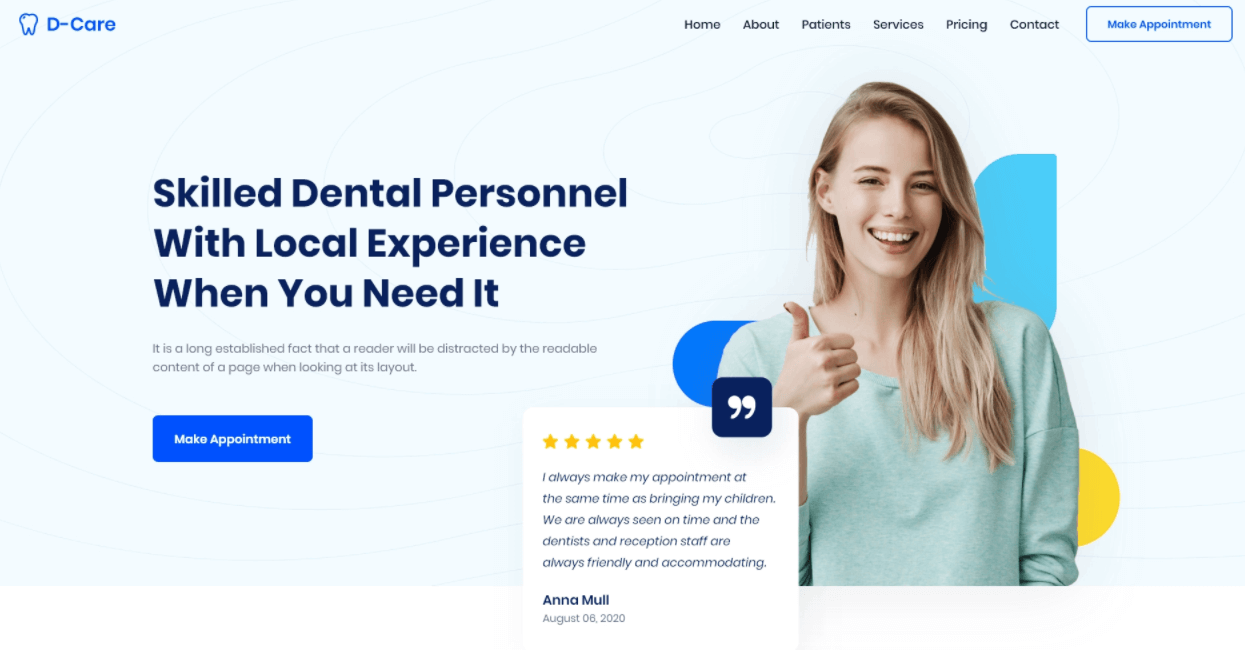 D-Care
Home About Patients Services Pricing Contact Make Appointment
Skilled Dental Personnel
With Local Experience
When You Need It
It is a long established fact that a reader will be distracted by the readable
content of a page when looking at its layout.
Make Appointment
I always make my appointment at
the same time as bringing my children.
We are always seen on time and the
dentists and reception staff are
always friendly and accommodating.
Anna Mull
August 06, 2020